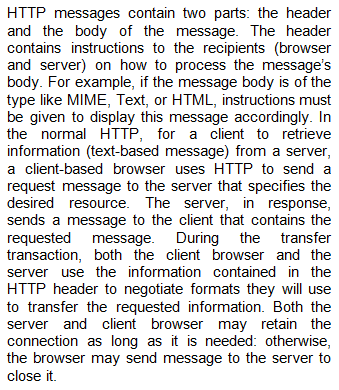 HTTP messages contain two parts: the header
and the body of the message. The header
contains instructions to the recipients (browser
and server) on how to process the message's
body. For example, if the message body is of the
type like MIME, Text, or HTML, instructions must
be given to display this message accordingly. In
the normal HTTP, for a client to retrieve
information (text-based message) from a server,
a client-based browser uses HTTP to send a
request message to the server that specifies the
desired resource. The server, in response,
sends a message to the client that contains the
requested message. During the transfer
transaction, both the client browser and the
server use the information contained in the
HTTP header to negotiate formats they will use
to transfer the requested information. Both the
server and client browser may retain the
connection as long as it is needed: otherwise,
the browser may send message to the server to
close it.